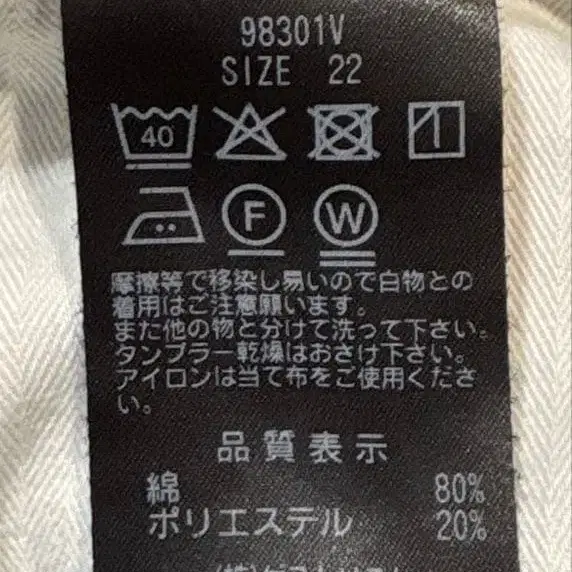 98301V
SIZE 22
40
F W
摩擦等で移染し易いので白物との
着用はご注意願います。
また他の物と分けて洗って下さい。
タンブラー乾燥はおさけ下さい。
アイロンは当て布をご使用くださ
い。
品質表示
綿 80%
ポリエステル 20%